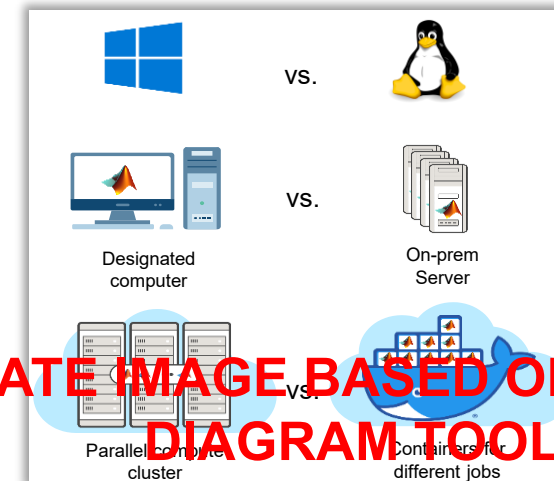 vs.
vs.
Designated
computer
On-prem
Server
ATE IMAGE BASED
vs.
DIAGRAM TOOL
Parallel compute
cluster
Containers for
different jobs